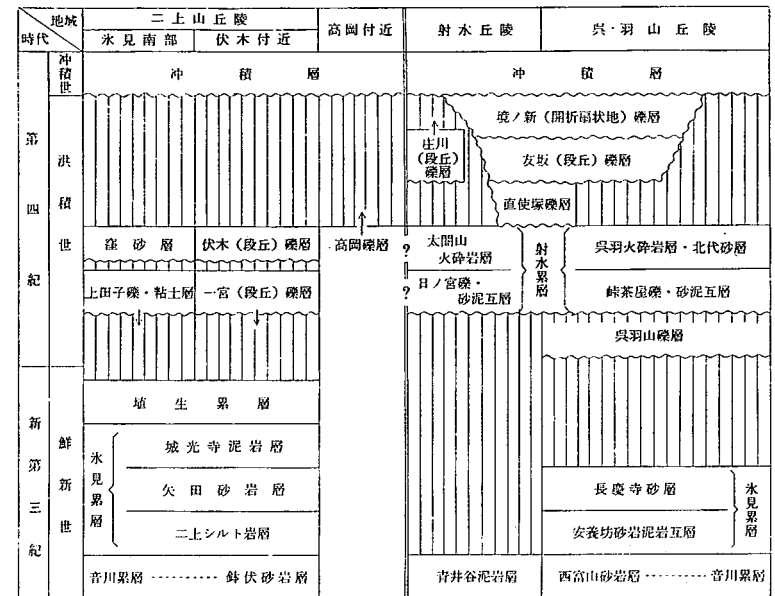 地域
時代
二上山丘陵
氷見南部
伏木付近
高岡付近
射水丘陵
呉・羽山丘陵
第四紀
沖積世
洪積世
新第三紀
鮮新世
沖積層
沖積層
境ノ新（開折扇状地）礫層
庄川
（段丘）
礫層
友坂（段丘）礫層
直使塚礫層
窪砂層
伏木（段丘）礫層
高岡礫層
?
太閤山
火砕岩層
射水累層
呉羽火砕岩層・北代砂層
上田子礫・粘土層
一宮（段丘）礫層
?
日ノ宮礫・
砂泥互層
峠茶屋礫・砂泥互層
呉羽山礫層
埴生累層
氷見累層
城光寺泥岩層
矢田砂岩層
二上シルト岩層
長慶寺砂層
安養坊砂岩泥岩互層
氷見累層
音川累層………鉢伏砂岩層
青井谷泥岩層
西富山砂岩層………音川累層